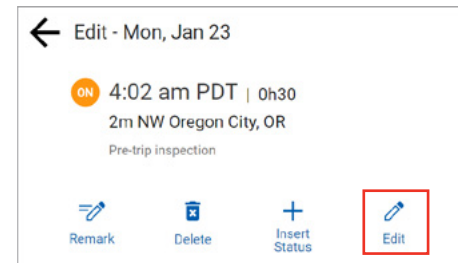 Edit - Mon, Jan 23
ON 4:02 am PDT | 0h30
2m NW Oregon City, OR
Pre-trip inspection
Remark Delete Insert Status Edit